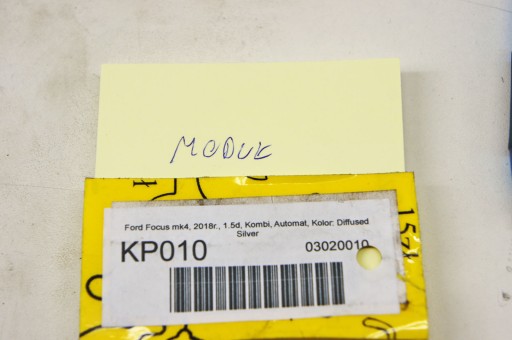 MODUŁ
Ford Focus mk4, 2018r., 1.5d, Kombi, Automat, Kolor: Diffused
Silver
KP010 03020010